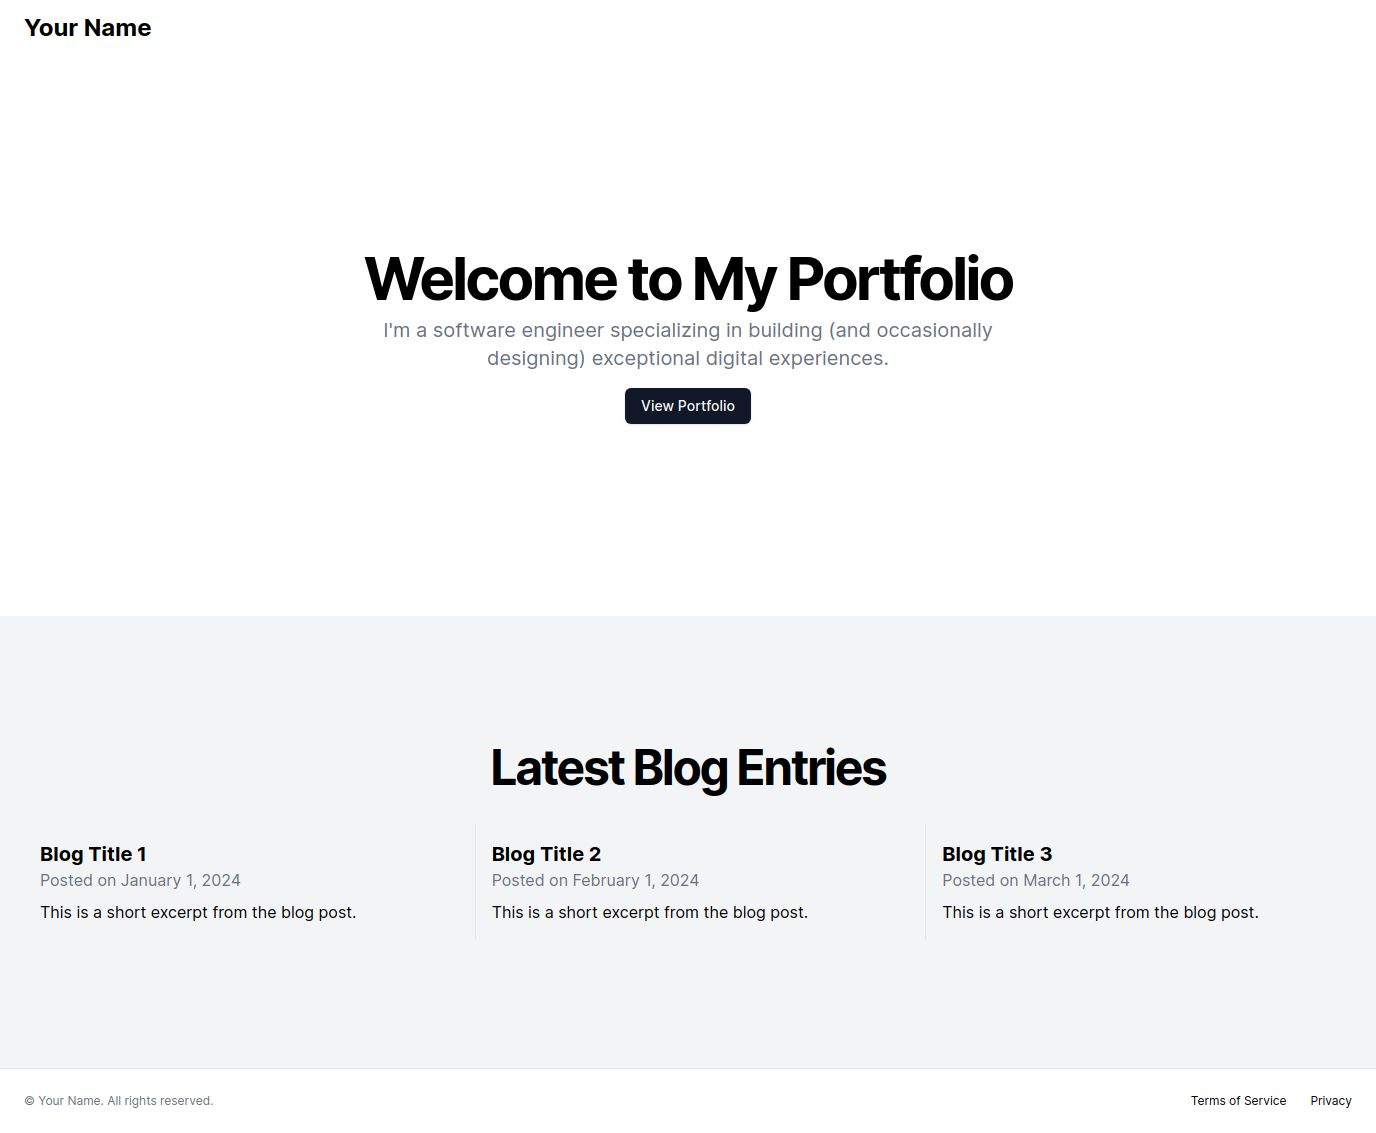 Your Name
Welcome to My Portfolio
I'm a software engineer specializing in building (and occasionally
designing) exceptional digital experiences.
View Portfolio
Latest Blog Entries
Blog Title 1
Posted on January 1, 2024
This is a short excerpt from the blog post.
Blog Title 2
Posted on February 1, 2024
This is a short excerpt from the blog post.
Blog Title 3
Posted on March 1, 2024
This is a short excerpt from the blog post.
© Your Name. All rights reserved.
Terms of Service
Privacy